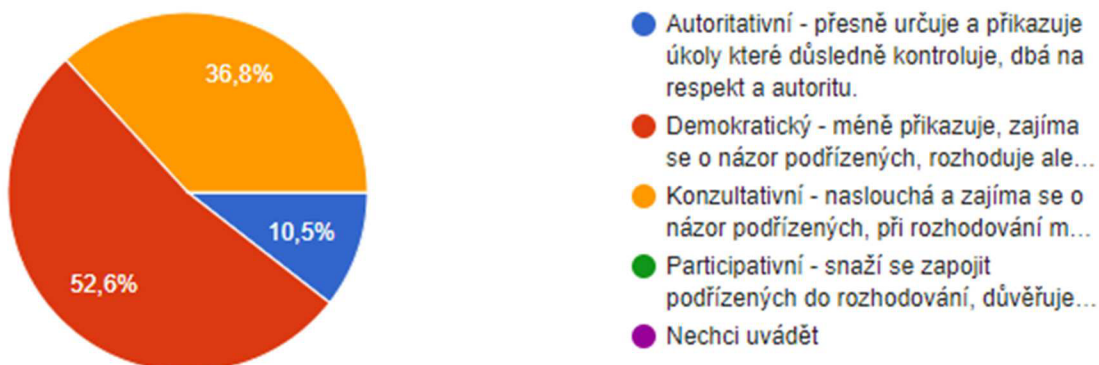 36,8%
10,5%
52,6%
Autoritativní - přesně určuje a přikazuje
úkoly které důsledně kontroluje, dbá na
respekt a autoritu.
Demokratický - méně přikazuje, zajíma
se o názor podřízených, rozhoduje ale…
Konzultativní - naslouchá a zajíma se o
názor podřízených, při rozhodování m…
Participativní - snaží se zapojit
podřízených do rozhodování, důvěřuje…
Nechci uvádět